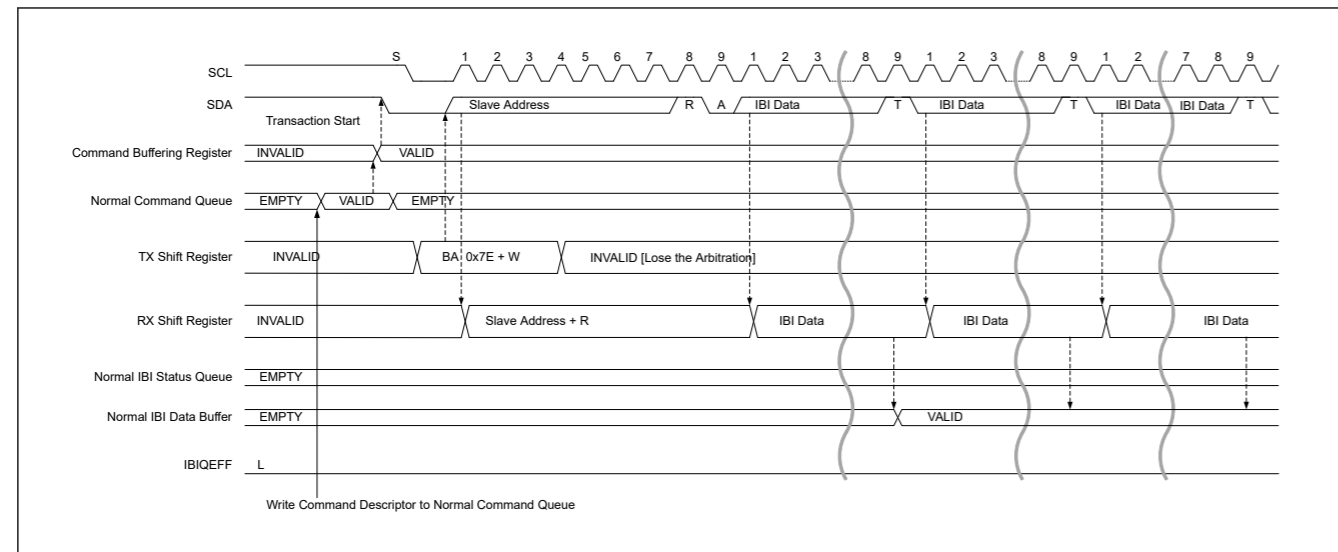 S 1 2 3 4 5 6 7 8 9 1 2 3 8 9 1 2 3 8 9 1 2 7 8 9
SCL
SDA Slave Address R A IBI Data T IBI Data T IBI Data IBI Data T
Transaction Start
Command Buffering Register INVALID VALID
Normal Command Queue EMPTY VALID EMPTY
TX Shift Register INVALID BA 0x7E + W INVALID [Lose the Arbitration]
RX Shift Register INVALID Slave Address + R IBI Data IBI Data IBI Data
Normal IBI Status Queue EMPTY
Normal IBI Data Buffer EMPTY VALID
IBIQEFF L
Write Command Descriptor to Normal Command Queue